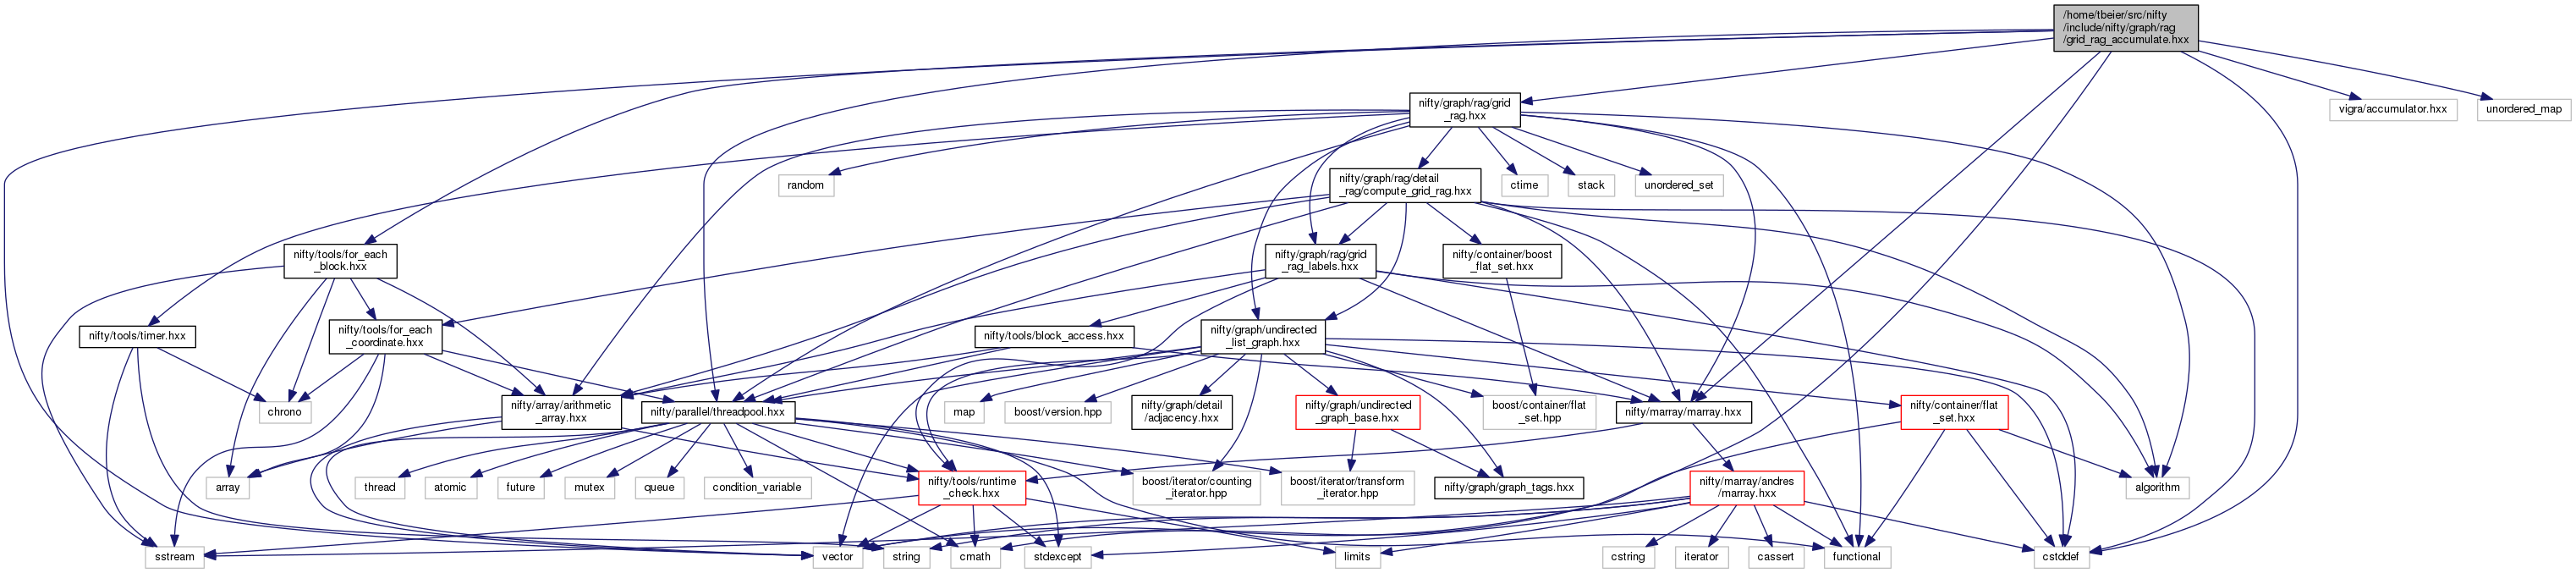 /home/tbeier/src/nifty
/include/nifty/graph/rag
/grid_rag_accumulate.hxx
nifty/graph/rag/grid
_rag.hxx
vigra/accumulator.hxx
unordered_map
random
nifty/graph/rag/detail
_rag/compute_grid_rag.hxx
ctime
stack
unordered_set
nifty/tools/for_each
_block.hxx
nifty/graph/rag/grid
_rag_labels.hxx
nifty/container/boost
_flat_set.hxx
nifty/tools/timer.hxx
nifty/tools/for_each
_coordinate.hxx
nifty/tools/block_access.hxx
nifty/graph/undirected
_list_graph.hxx
chrono
nifty/array/arithmetic
_array.hxx
nifty/parallel/threadpool.hxx
map
boost/version.hpp
nifty/graph/detail
/adjacency.hxx
nifty/graph/undirected
_graph_base.hxx
boost/container/flat
_set.hpp
nifty/marray/marray.hxx
nifty/container/flat
_set.hxx
array
thread
atomic
future
mutex
queue
condition_variable
nifty/tools/runtime
_check.hxx
boost/iterator/counting
_iterator.hpp
boost/iterator/transform
_iterator.hpp
nifty/graph/graph_tags.hxx
nifty/marray/andres
/marray.hxx
algorithm
sstream
vector
string
cmath
stdexcept
limits
cstring
iterator
cassert
functional
cstddef